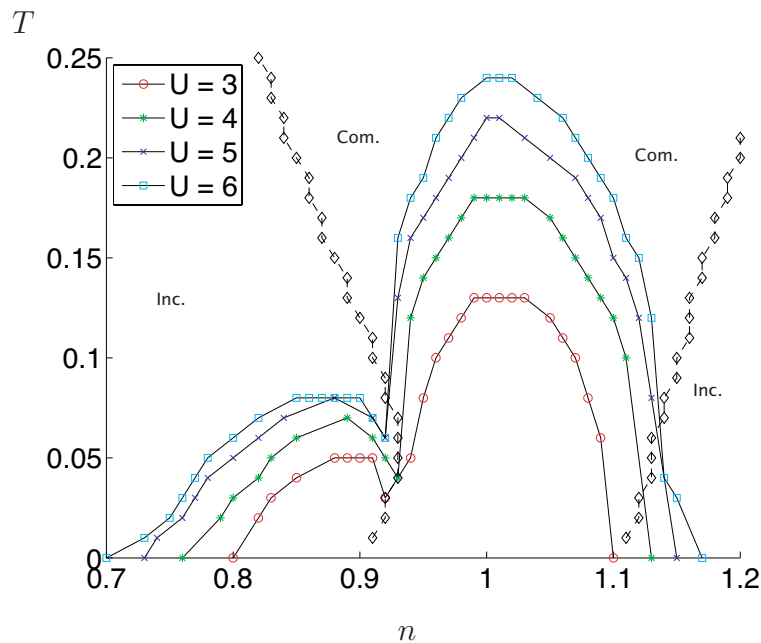 T
0.25
0.2
0.15
0.1
0.05
0
U = 3
U = 4
U = 5
U = 6
Com.
Com.
Inc.
Inc.
0.7
0.8
0.9
1
1.1
1.2
n